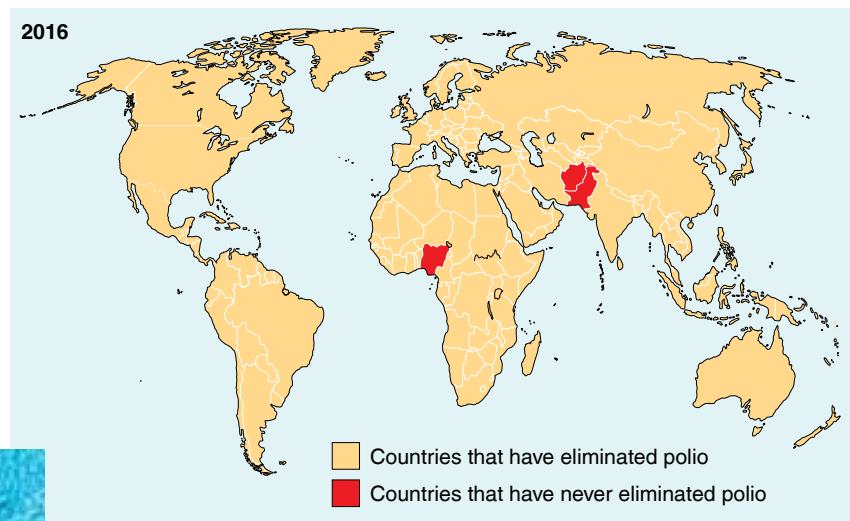 2016
Countries that have eliminated polio
Countries that have never eliminated polio